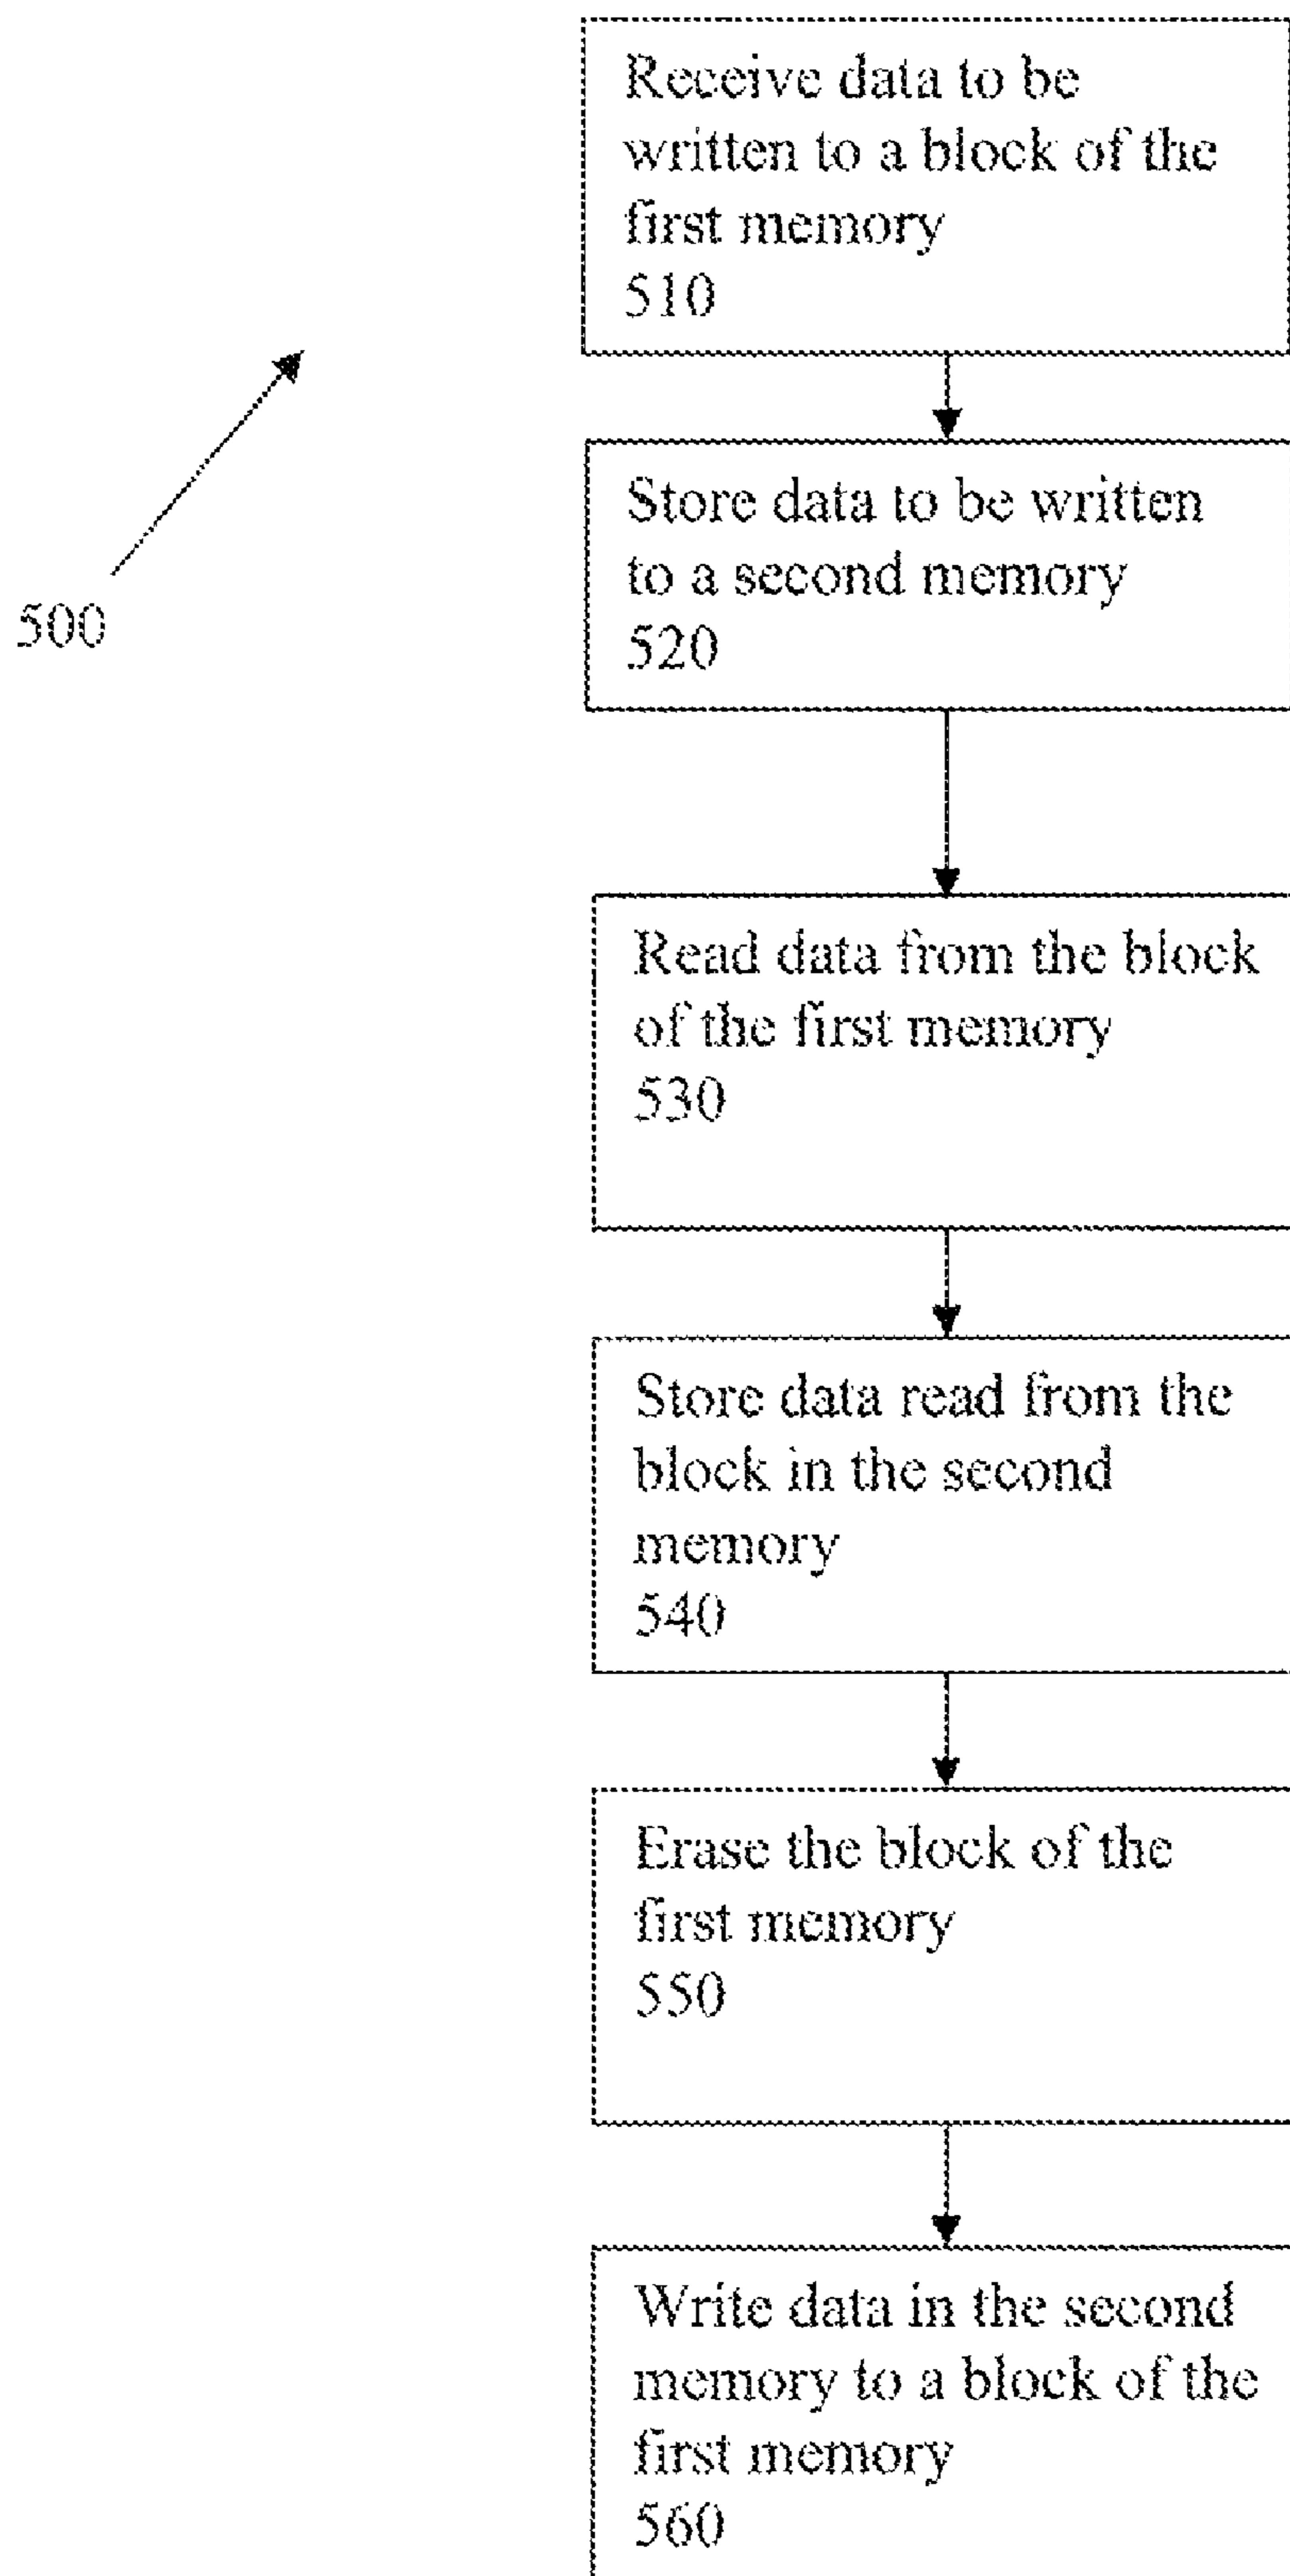 Receive data to be
written to a block of the
first memory
510
500
Store data to be written
to a second memory
520
Read data from the block
of the first memory
530
Store data read from the
block in the second
memory
540
Erase the block of the
first memory
550
Write data in the second
memory to a block of the
first memory
560